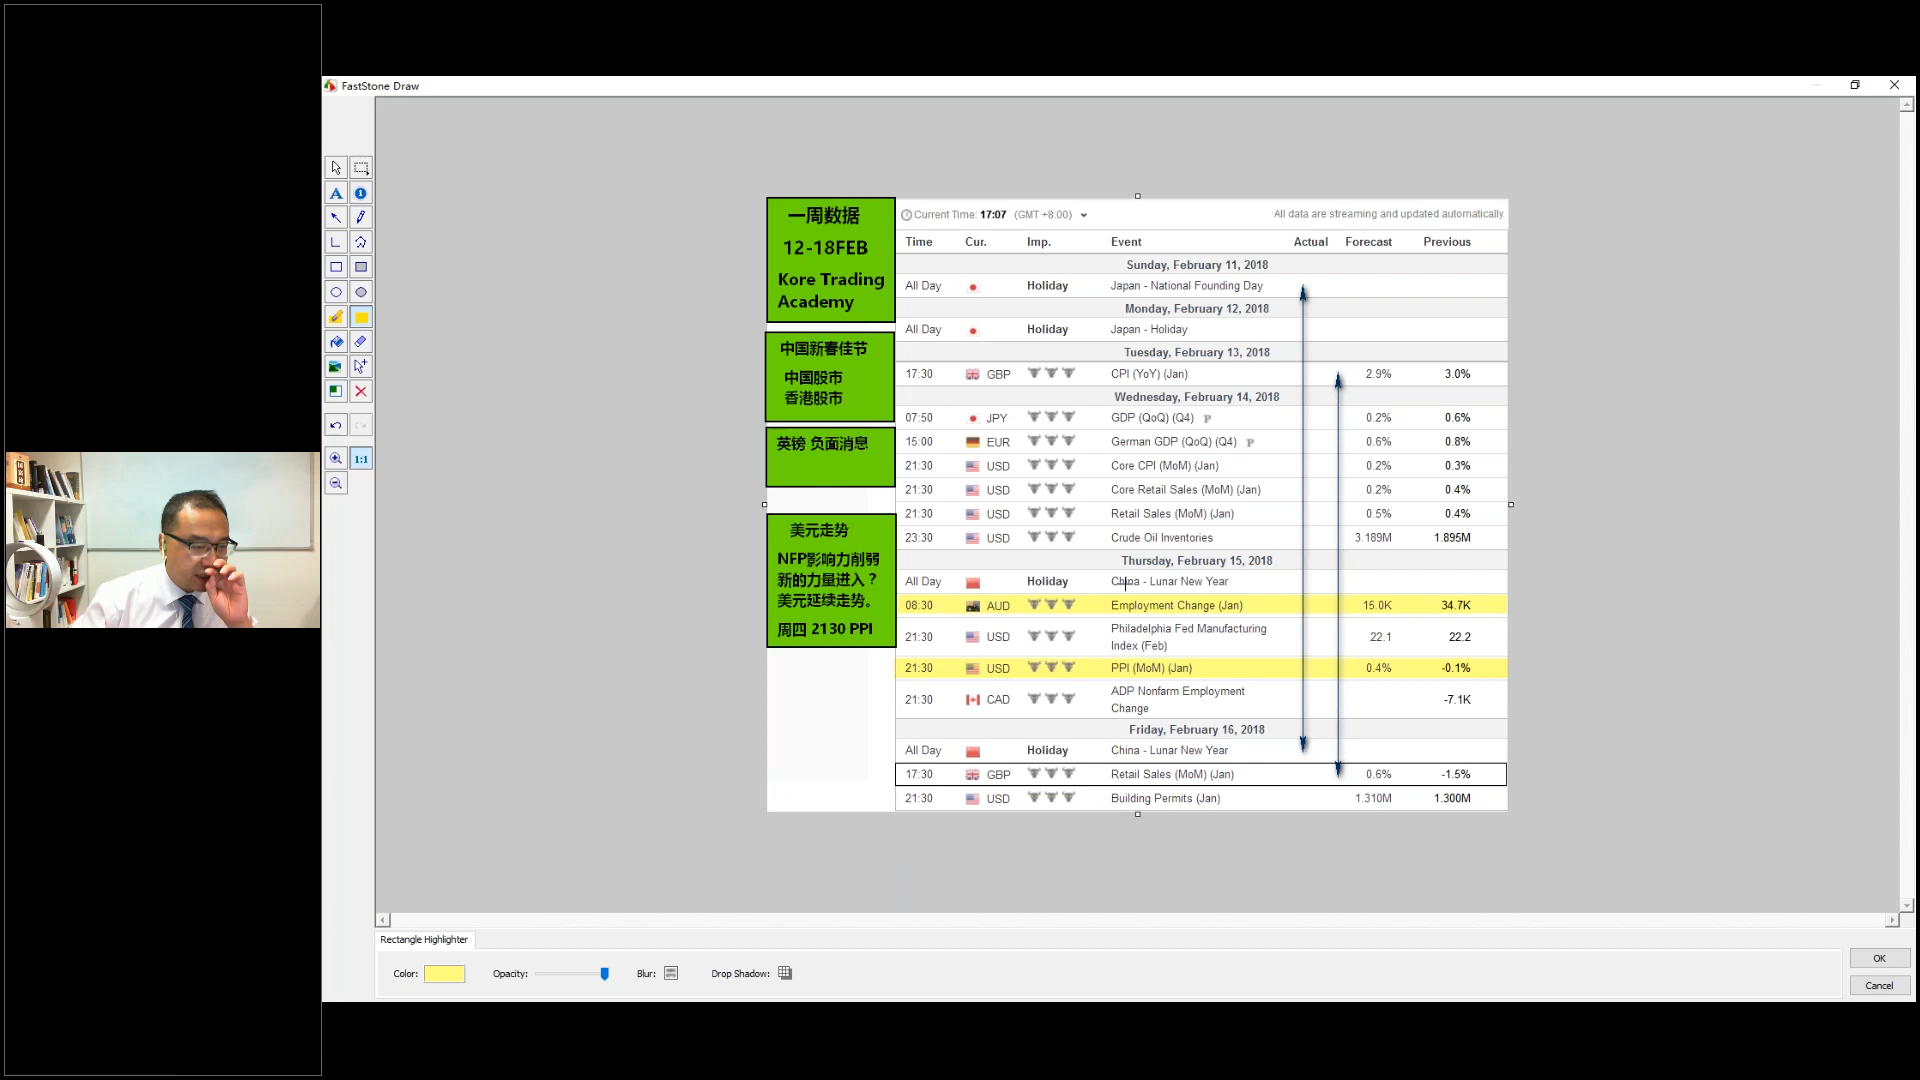 FastStone Draw
一周数据
12-18FEB
Kore Trading
Academy
中国新春佳节
中国股市
香港股市
英镑 负面消息
美元走势
NFP影响力削弱
新的力量进入？
美元延续走势。
周四 2130 PPI
Current Time: 17:07 (GMT +8:00) All data are streaming and updated automatically.
Time Cur. Imp. Event Actual Forecast Previous
Sunday, February 11, 2018
All Day Holiday Japan - National Founding Day
Monday, February 12, 2018
All Day Holiday Japan - Holiday
Tuesday, February 13, 2018
17:30 GBP CPI (YoY) (Jan) 2.9% 3.0%
Wednesday, February 14, 2018
07:50 JPY GDP (QoQ) (Q4) P 0.2% 0.6%
15:00 EUR German GDP (QoQ) (Q4) P 0.6% 0.8%
21:30 USD Core CPI (MoM) (Jan) 0.2% 0.3%
21:30 USD Core Retail Sales (MoM) (Jan) 0.2% 0.4%
21:30 USD Retail Sales (MoM) (Jan) 0.5% 0.4%
23:30 USD Crude Oil Inventories 3.189M 1.895M
Thursday, February 15, 2018
All Day Holiday China - Lunar New Year
08:30 AUD Employment Change (Jan) 15.0K 34.7K
21:30 USD Philadelphia Fed Manufacturing Index (Feb) 22.1 22.2
21:30 USD PPI (MoM) (Jan) 0.4% -0.1%
21:30 CAD ADP Nonfarm Employment Change -7.1K
Friday, February 16, 2018
All Day Holiday China - Lunar New Year
17:30 GBP Retail Sales (MoM) (Jan) 0.6% -1.5%
21:30 USD Building Permits (Jan) 1.310M 1.300M
1:1
Rectangle Highlighter
Color: Opacity: Blur: Drop Shadow:
OK
Cancel